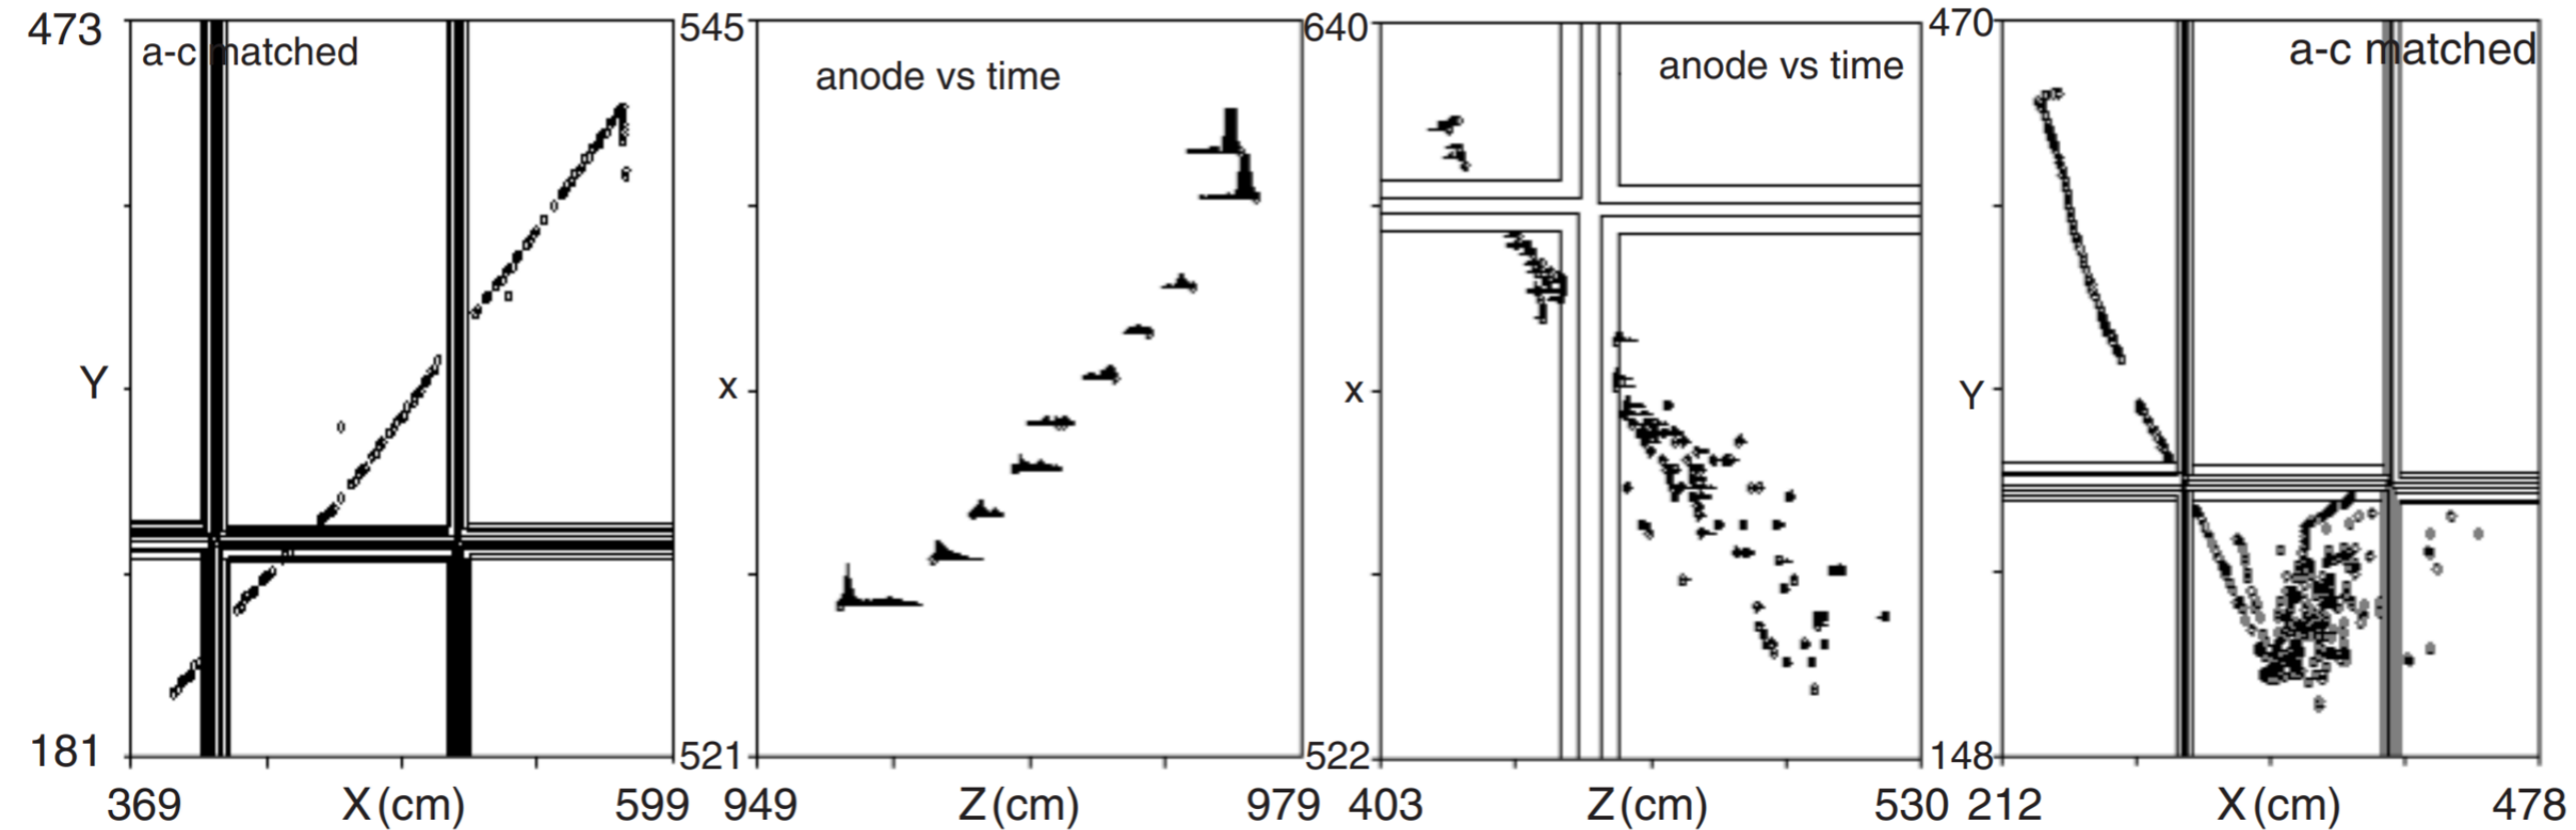 473
a-c matched
Y
181
369
X (cm)
599
545
anode vs time
x
521
949
Z (cm)
979
640
anode vs time
x
522
403
Z (cm)
530
470
a-c matched
Y
148
212
X (cm)
478